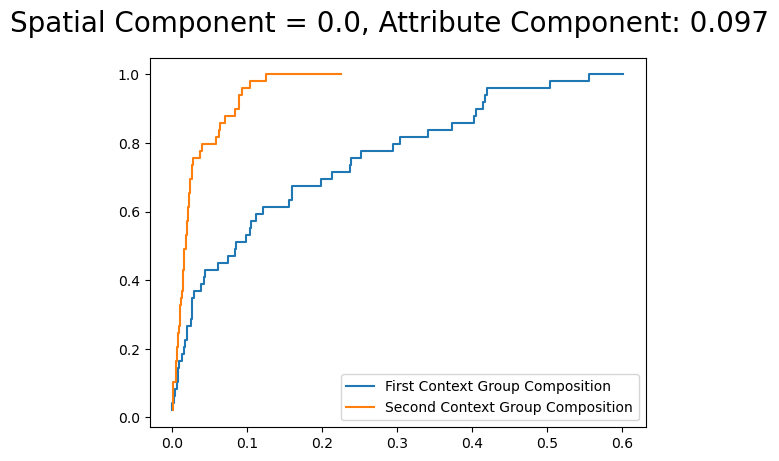 Spatial Component = 0.0, Attribute Component: 0.097
1.0
0.8
0.6
0.4
0.2
0.0
First Context Group Composition
Second Context Group Composition
0.0 0.1 0.2 0.3 0.4 0.5 0.6